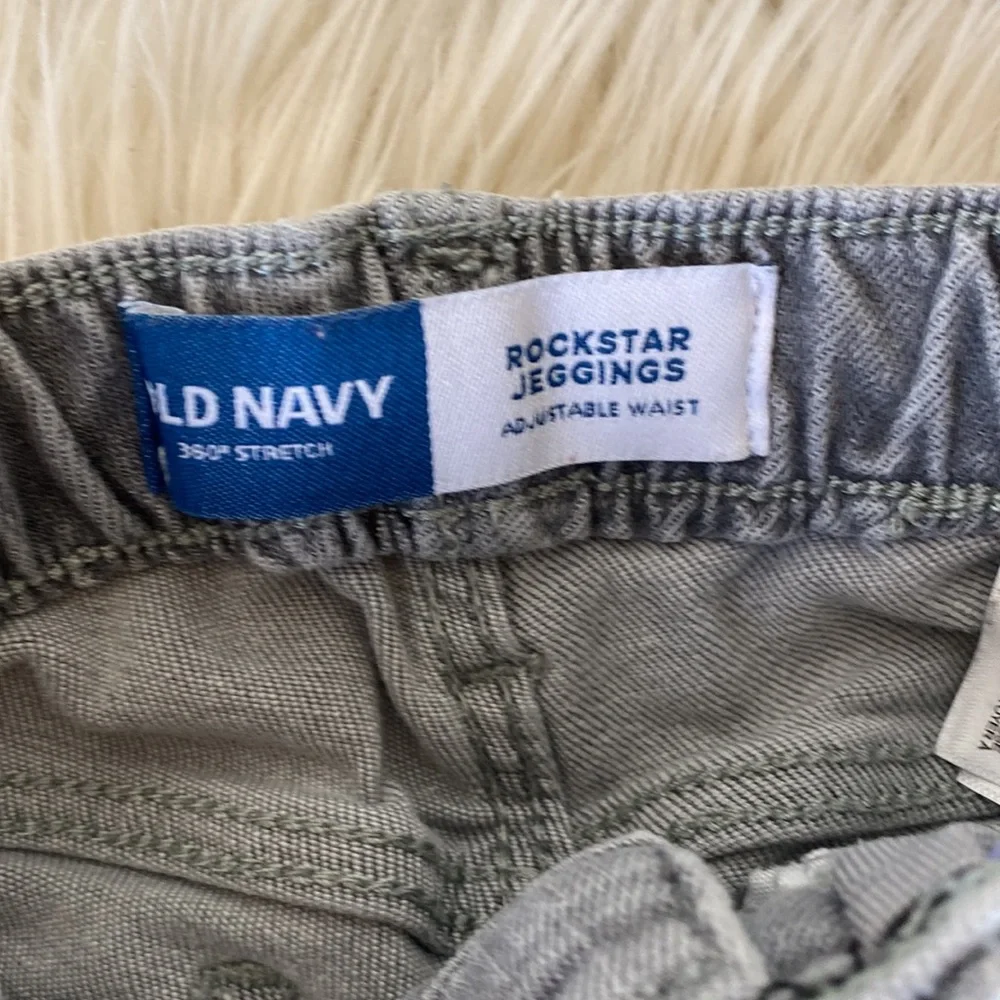 LD NAVY
360° STRETCH
ROCKSTAR
JEGGINGS
ADJUSTABLE WAIST